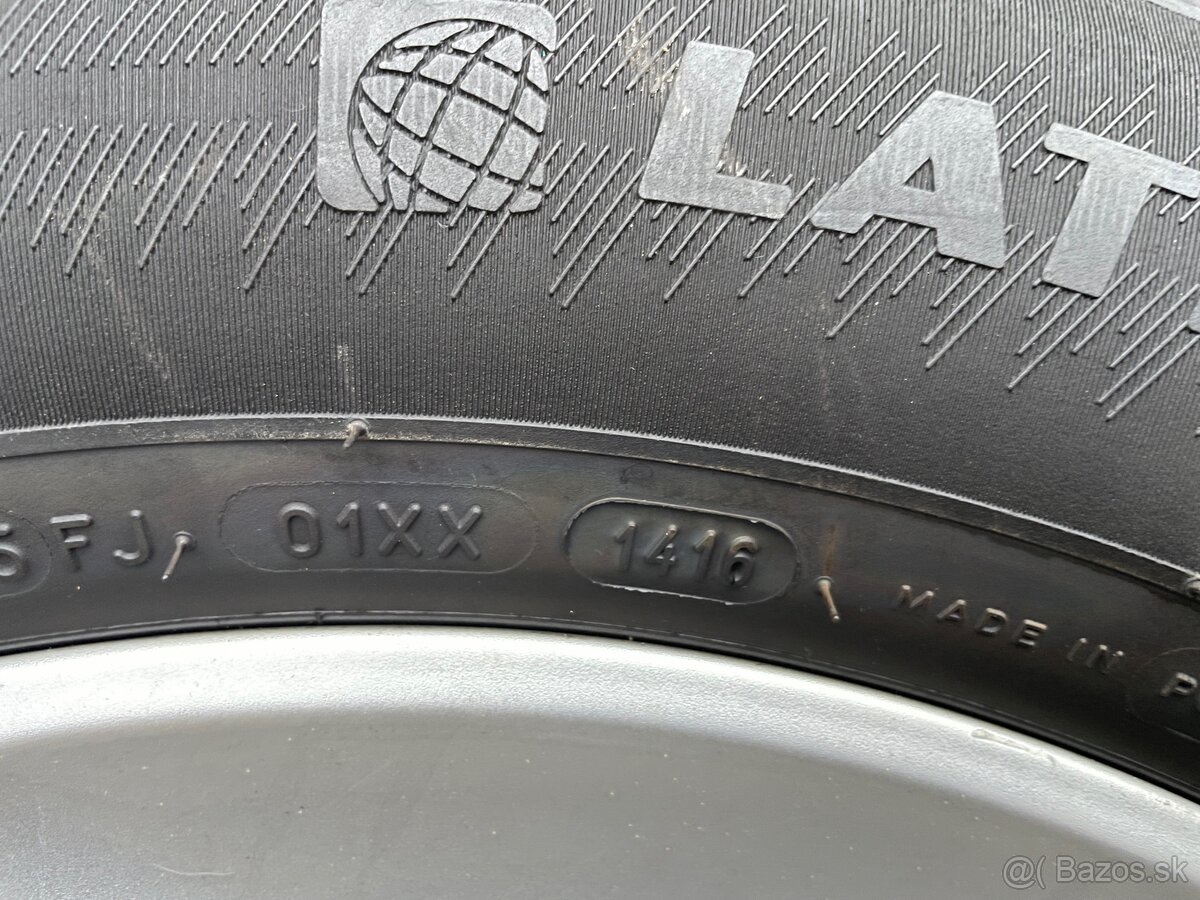 LAT
FJ 01XX 1416 MADE IN P
@( Bazos.sk